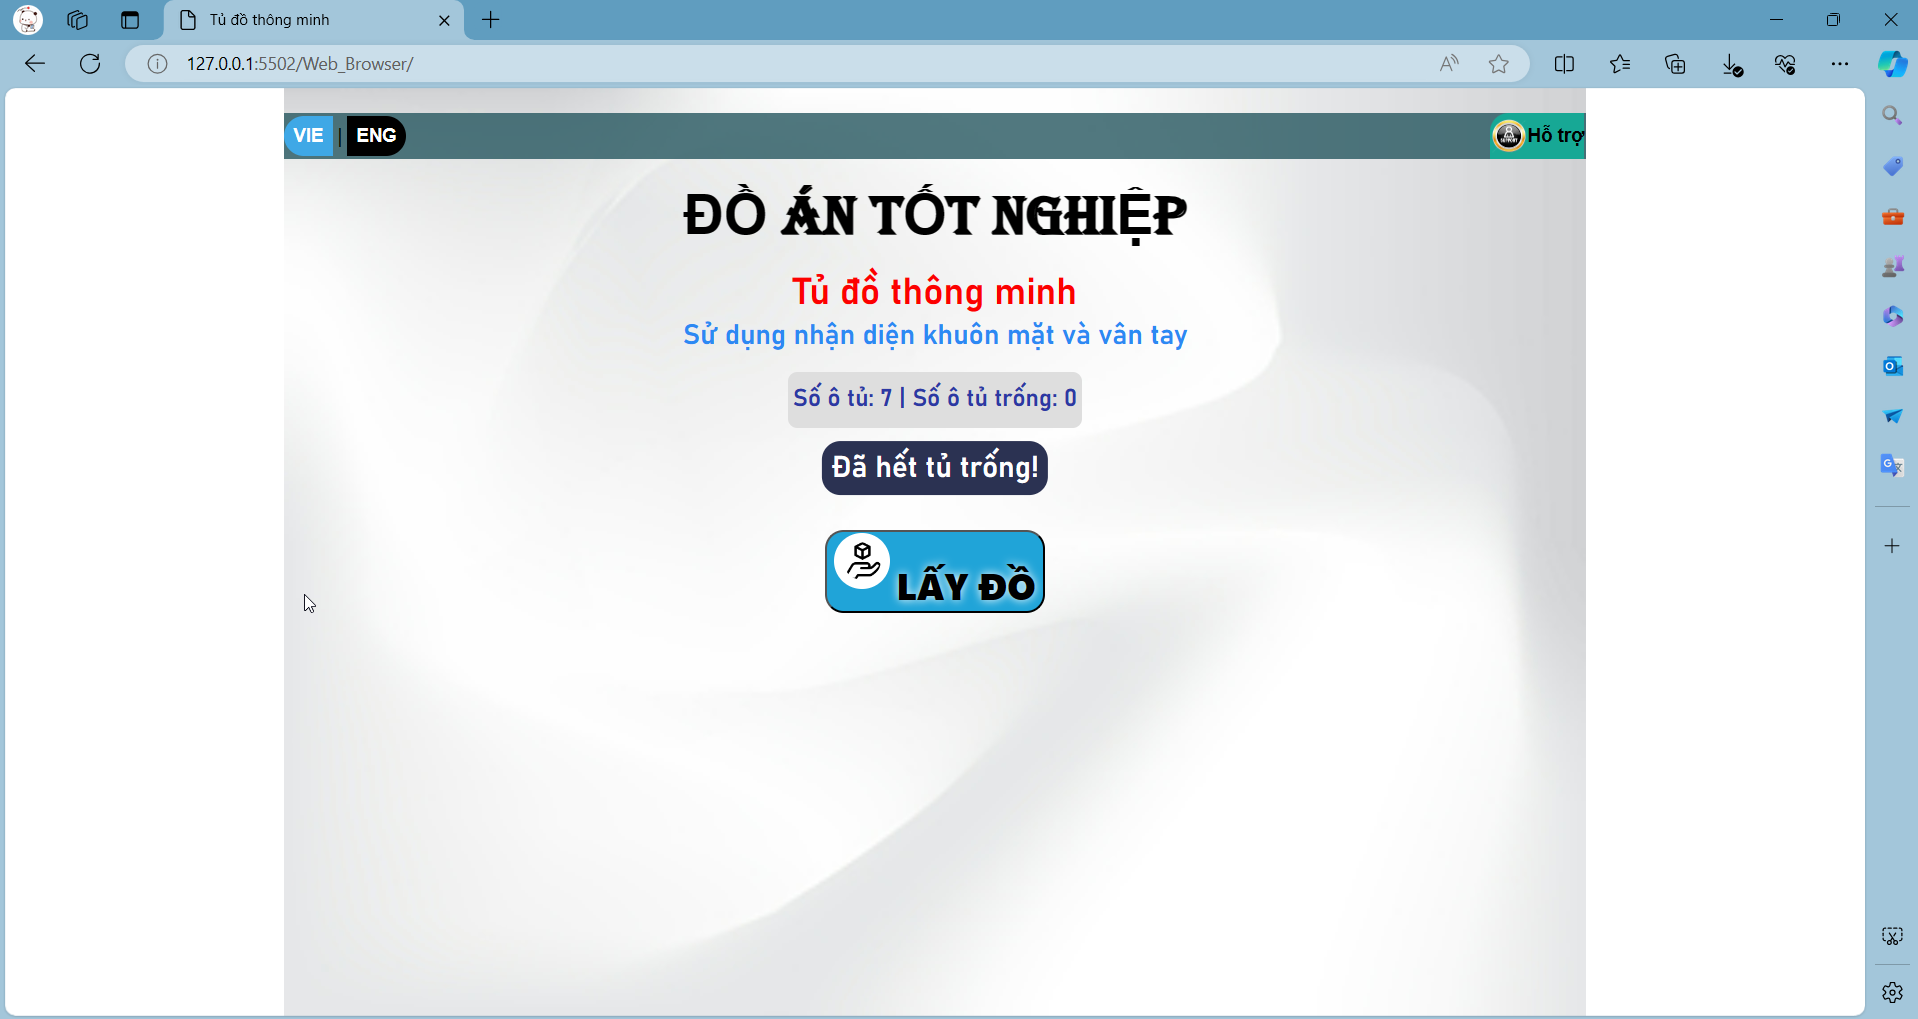 Tủ đồ thông minh
127.0.0.1:5502/Web_Browser/
VIE | ENG
SUPPORT
Hỗ trợ
ĐỒ ÁN TỐT NGHIỆP
Tủ đồ thông minh
Sử dụng nhận diện khuôn mặt và vân tay
Số ô tủ: 7 | Số ô tủ trống: 0
Đã hết tủ trống!
LẤY ĐỒ